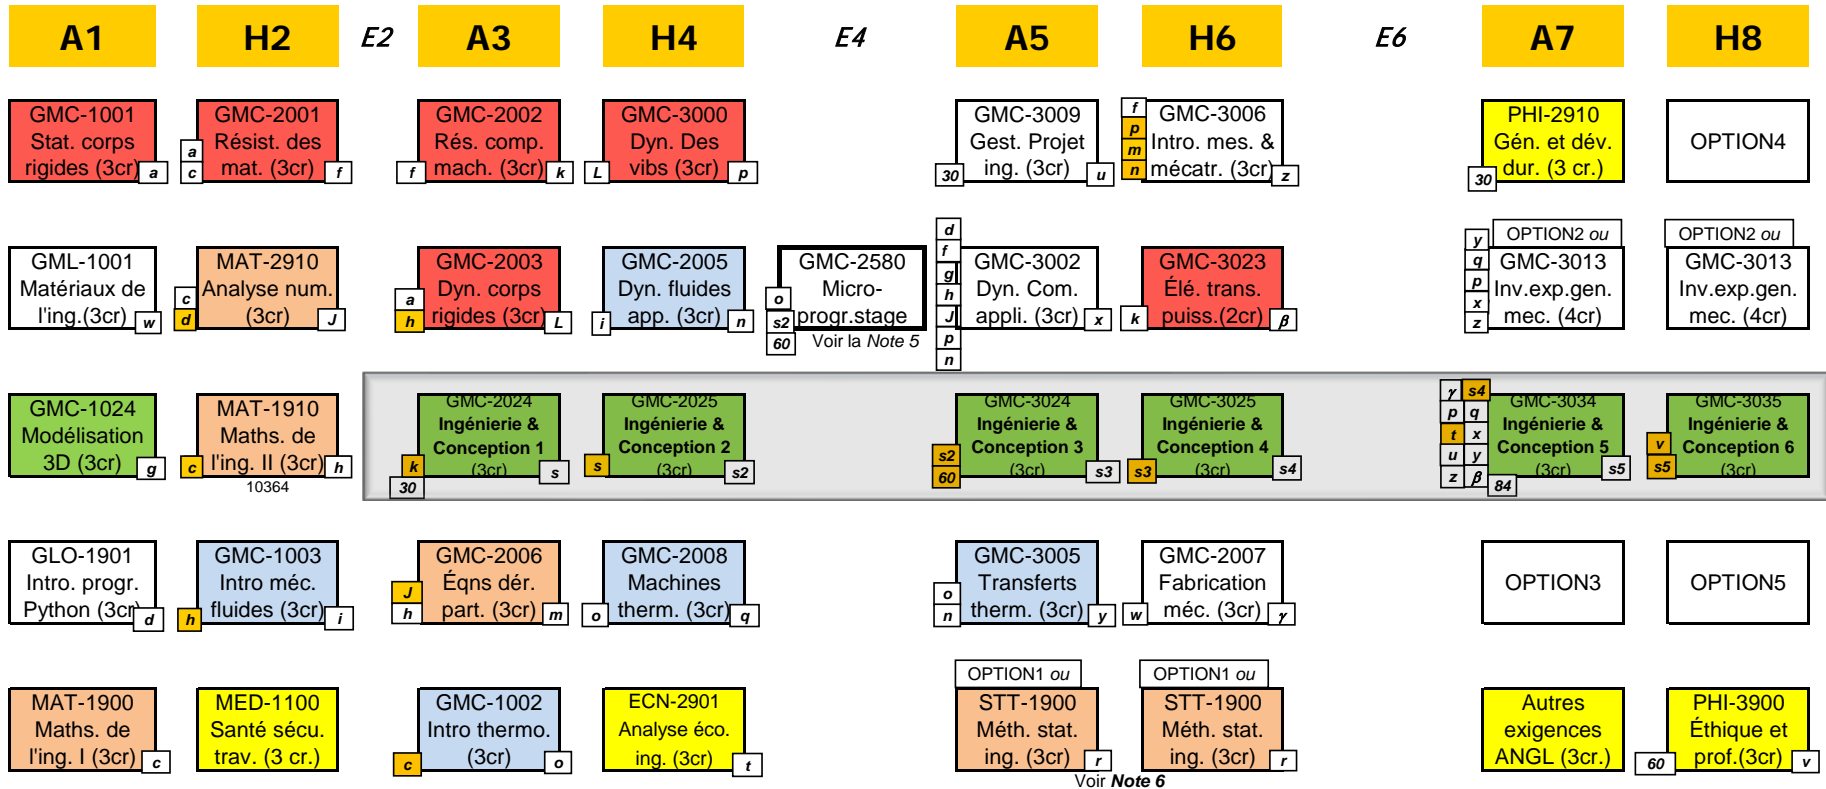 A1 H2 E2 A3 H4 E4 A5 H6 E6 A7 H8
GMC-1001
Stat. corps
rigides (3cr)
a
a
c
GMC-2001
Résist. des
mat. (3cr)
f
f
GMC-2002
Rés. comp.
mach. (3cr)
k
L
GMC-3000
Dyn. Des
vibs (3cr)
p
30
GMC-3009
Gest. Projet
ing. (3cr)
u
f
p
m
n
GMC-3006
Intro. mes. &
mécatr. (3cr)
z
30
PHI-2910
Gén. et dév.
dur. (3 cr.)
OPTION4
GML-1001
Matériaux de
l'ing.(3cr)
w
c
d
MAT-2910
Analyse num.
(3cr)
J
a
h
GMC-2003
Dyn. corps
rigides (3cr)
L
i
GMC-2005
Dyn. fluides
app. (3cr)
n
o
s2
60
GMC-2580
Micro-
progr.stage
Voir la Note 5
d
f
g
h
J
p
n
GMC-3002
Dyn. Com.
appli. (3cr)
x
k
GMC-3023
Élé. trans.
puiss.(2cr)
β
y
q
p
x
z
OPTION2 ou
GMC-3013
Inv.exp.gen.
mec. (4cr)
OPTION2 ou
GMC-3013
Inv.exp.gen.
mec. (4cr)
GMC-1024
Modélisation
3D (3cr)
g
c
MAT-1910
Maths. de
l'ing. II (3cr)
h
10364
k
30
GMC-2024
Ingénierie &
Conception 1
(3cr)
s
s
GMC-2025
Ingénierie &
Conception 2
(3cr)
s2
s2
60
GMC-3024
Ingénierie &
Conception 3
(3cr)
s3
s3
GMC-3025
Ingénierie &
Conception 4
(3cr)
s4
γ s4
p q
t x
u y
z β
84
GMC-3034
Ingénierie &
Conception 5
(3cr)
s5
v
s5
GMC-3035
Ingénierie &
Conception 6
(3cr)
GLO-1901
Intro. progr.
Python (3cr)
d
h
GMC-1003
Intro méc.
fluides (3cr)
i
J
h
GMC-2006
Éqns dér.
part. (3cr)
m
o
GMC-2008
Machines
therm. (3cr)
q
o
n
GMC-3005
Transferts
therm. (3cr)
y
w
GMC-2007
Fabrication
méc. (3cr)
γ
OPTION3
OPTION5
MAT-1900
Maths. de
l'ing. I (3cr)
c
MED-1100
Santé sécu.
trav. (3 cr.)
c
GMC-1002
Intro thermo.
(3cr)
o
ECN-2901
Analyse éco.
ing. (3cr)
t
OPTION1 ou
STT-1900
Méth. stat.
ing. (3cr)
r
OPTION1 ou
STT-1900
Méth. stat.
ing. (3cr)
r
Voir Note 6
Autres
exigences
ANGL (3cr.)
60
PHI-3900
Éthique et
prof.(3cr)
v